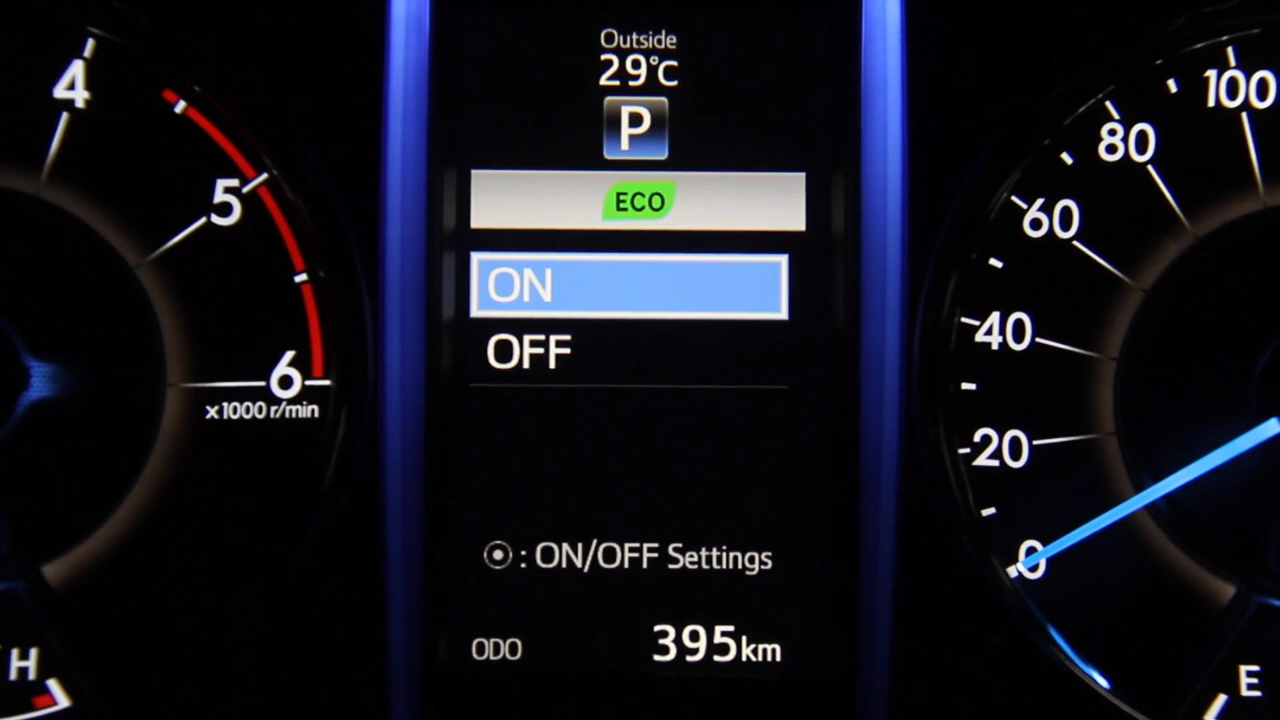 Outside
29°C
P
ECO
ON
OFF
: ON/OFF Settings
ODO 395km
4
5
6
x1000 r/min
H
100
80
60
40
20
0
E